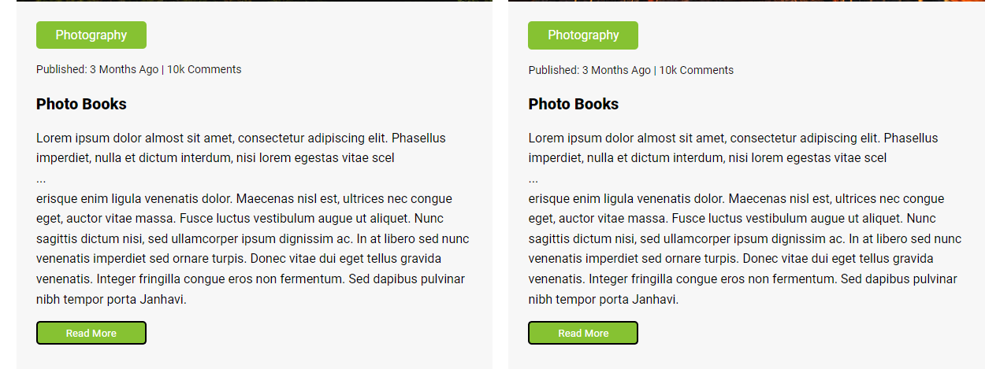 Photography
Published: 3 Months Ago | 10k Comments
Photo Books
Lorem ipsum dolor almost sit amet, consectetur adipiscing elit. Phasellus
imperdiet, nulla et dictum interdum, nisi lorem egestas vitae scel
...
erisque enim ligula venenatis dolor. Maecenas nisl est, ultrices nec congue
eget, auctor vitae massa. Fusce luctus vestibulum augue ut aliquet. Nunc
sagittis dictum nisi, sed ullamcorper ipsum dignissim ac. In at libero sed nunc
venenatis imperdiet sed ornare turpis. Donec vitae dui eget tellus gravida
venenatis. Integer fringilla congue eros non fermentum. Sed dapibus pulvinar
nibh tempor porta Janhavi.
Read More
Photography
Published: 3 Months Ago | 10k Comments
Photo Books
Lorem ipsum dolor almost sit amet, consectetur adipiscing elit. Phasellus
imperdiet, nulla et dictum interdum, nisi lorem egestas vitae scel
...
erisque enim ligula venenatis dolor. Maecenas nisl est, ultrices nec congue
eget, auctor vitae massa. Fusce luctus vestibulum augue ut aliquet. Nunc
sagittis dictum nisi, sed ullamcorper ipsum dignissim ac. In at libero sed nunc
venenatis imperdiet sed ornare turpis. Donec vitae dui eget tellus gravida
venenatis. Integer fringilla congue eros non fermentum. Sed dapibus pulvinar
nibh tempor porta Janhavi.
Read More